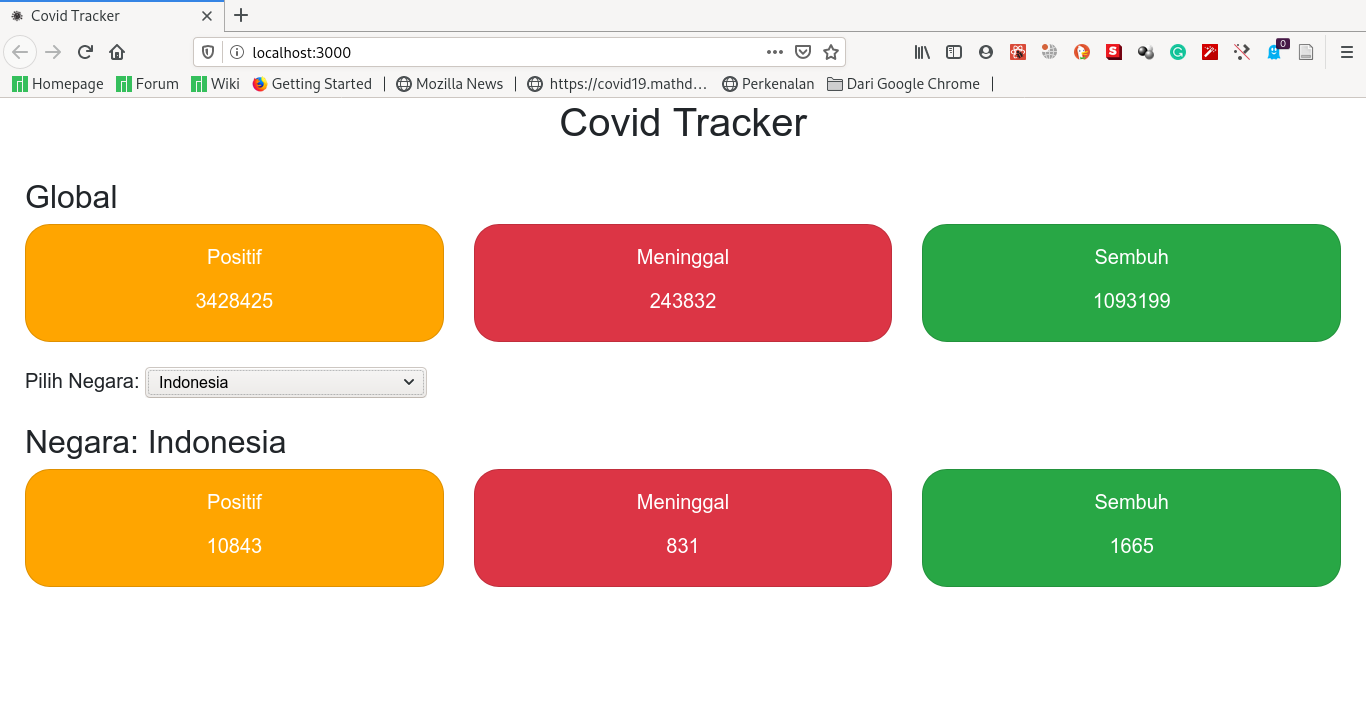 Covid Tracker
localhost:3000
0
Homepage Forum Wiki Getting Started Mozilla News https://covid19.mathd… Perkenalan Dari Google Chrome
Covid Tracker
Global
Positif Meninggal Sembuh
3428425 243832 1093199
Pilih Negara: Indonesia
Negara: Indonesia
Positif Meninggal Sembuh
10843 831 1665